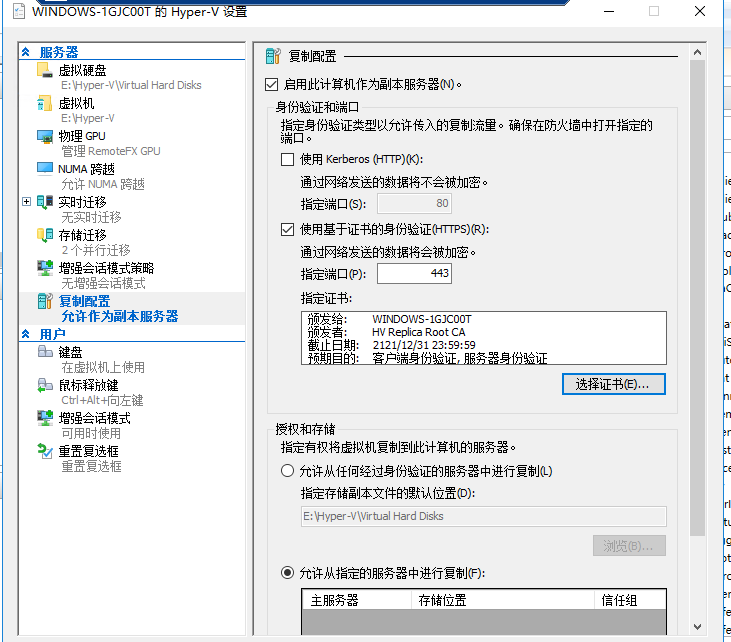 WINDOWS-1GJC00T 的 Hyper-V 设置
服务器
虚拟硬盘
E:\Hyper-V\Virtual Hard Disks
虚拟机
E:\Hyper-V
物理 GPU
管理 RemoteFX GPU
NUMA 跨越
允许 NUMA 跨越
实时迁移
无实时迁移
存储迁移
2 个并行迁移
增强会话模式策略
无增强会话模式
复制配置
允许作为副本服务器
用户
键盘
在虚拟机上使用
鼠标释放键
Ctrl+Alt+向左键
增强会话模式
可用时使用
重置复选框
重置复选框
复制配置
启用此计算机作为副本服务器(N)。
身份验证和端口
指定身份验证类型以允许传入的复制流量。确保在防火墙中打开指定的
端口。
使用 Kerberos (HTTP)(K):
通过网络发送的数据将不会被加密。
指定端口(S): 80
使用基于证书的身份验证(HTTPS)(R):
通过网络发送的数据将会被加密。
指定端口(P): 443
指定证书:
颁发给: WINDOWS-1GJC00T
颁发者: HV Replica Root CA
截止日期: 2121/12/31 23:59:59
预期目的: 客户端身份验证, 服务器身份验证
选择证书(E)...
授权和存储
指定有权将虚拟机复制到此计算机的服务器。
允许从任何经过身份验证的服务器中进行复制(L)
指定存储副本文件的默认位置(D):
E:\Hyper-V\Virtual Hard Disks
浏览(B)...
允许从指定的服务器中进行复制(F):
主服务器 存储位置 信任组